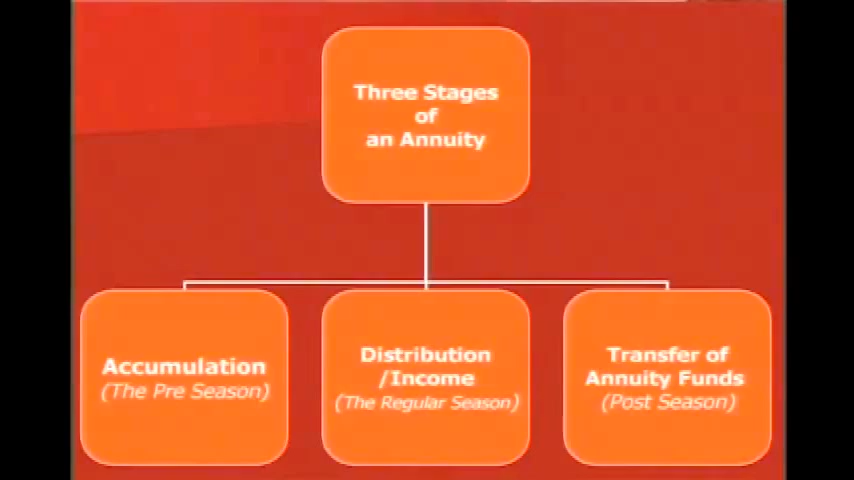 Three Stages
of
an Annuity
Accumulation
(The Pre Season)
Distribution
/Income
(The Regular Season)
Transfer of
Annuity Funds
(Post Season)